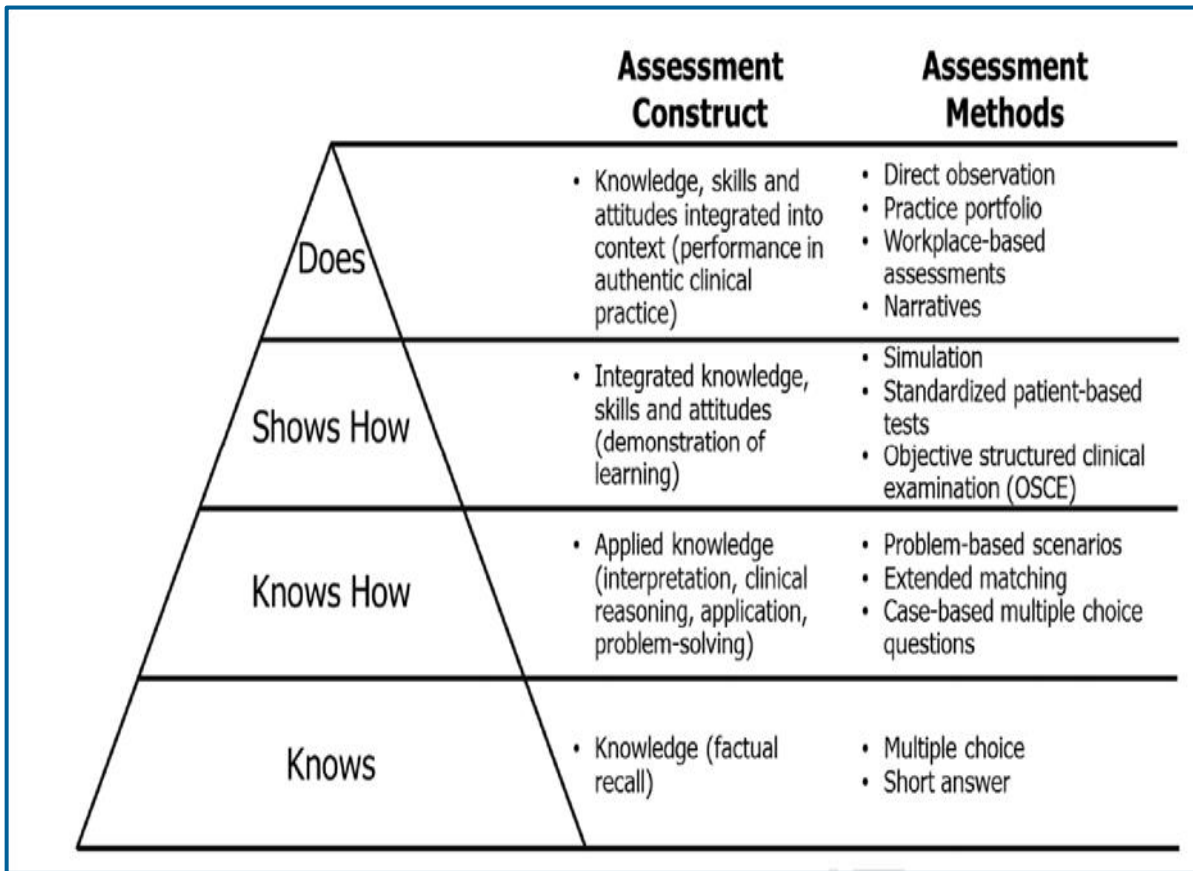 Assessment
Construct
Assessment
Methods
Does
• Knowledge, skills and
attitudes integrated into
context (performance in
authentic clinical
practice)
• Direct observation
• Practice portfolio
• Workplace-based
assessments
• Narratives
Shows How
• Integrated knowledge,
skills and attitudes
(demonstration of
learning)
• Simulation
• Standardized patient-based
tests
• Objective structured clinical
examination (OSCE)
Knows How
• Applied knowledge
(interpretation, clinical
reasoning, application,
problem-solving)
• Problem-based scenarios
• Extended matching
• Case-based multiple choice
questions
Knows
• Knowledge (factual
recall)
• Multiple choice
• Short answer